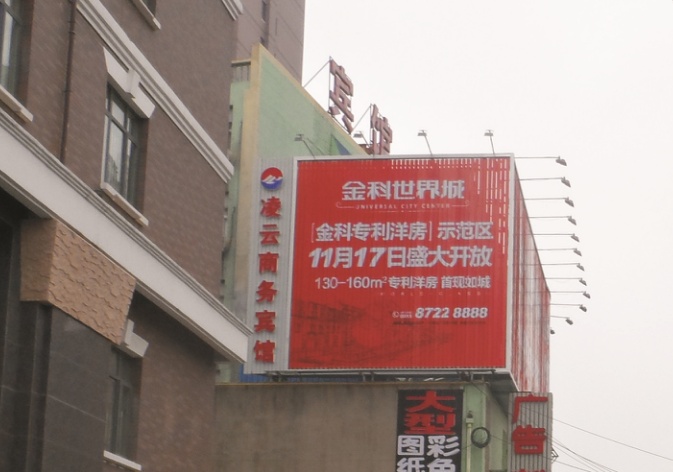 宾馆
金科世界城
UNIVERSAL CITY CENTER
金科专利洋房 示范区
11月17日盛大开放
130-160m²专利洋房 首现如城
8722 8888
凌云商务宾馆
大型
彩色
图纸
广告